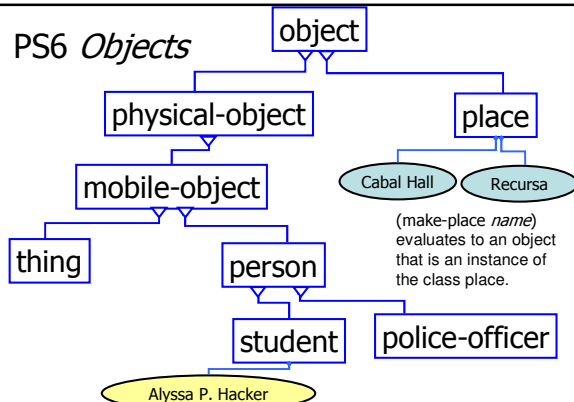 PS6 Objects
object
physical-object
place
mobile-object
Cabal Hall
Recursa
(make-place name)
evaluates to an object
that is an instance of
the class place.
thing
person
student
police-officer
Alyssa P. Hacker